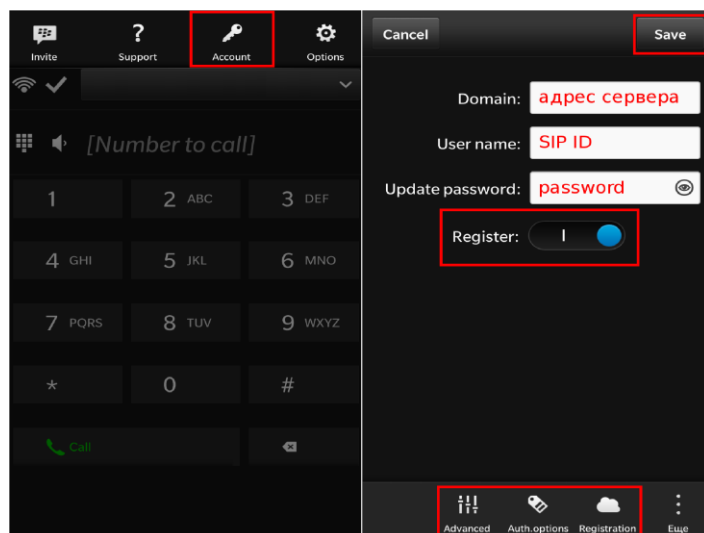 Invite Support Account Options
[Number to call]
1 2 ABC 3 DEF
4 GHI 5 JKL 6 MNO
7 PQRS 8 TUV 9 WXYZ
* 0 #
Call
Cancel Save
Domain: адрес сервера
User name: SIP ID
Update password: password
Register: I
Advanced Auth.options Registration Еще